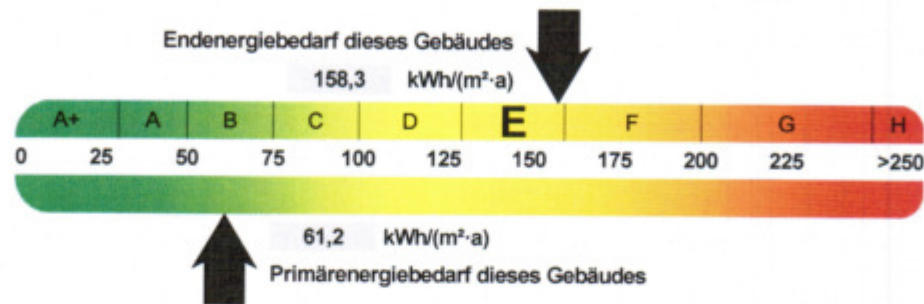 Endenergiebedarf dieses Gebäudes
158,3 kWh/(m²·a)
A+ A B C D E F G H
0 25 50 75 100 125 150 175 200 225 >250
61,2 kWh/(m²·a)
Primärenergiebedarf dieses Gebäudes